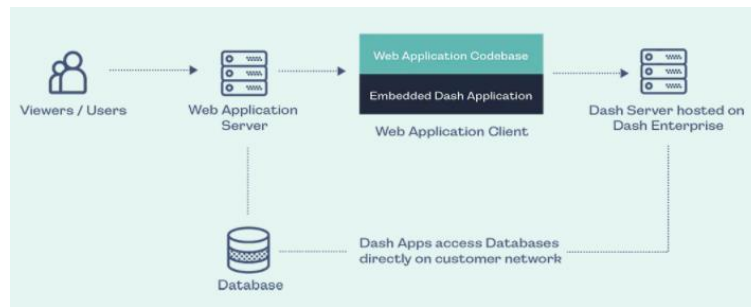 Web Application Codebase
Embedded Dash Application
Viewers / Users
Web Application
Server
Web Application Client
Dash Server hosted on
Dash Enterprise
Dash Apps access Databases
directly on customer network
Database